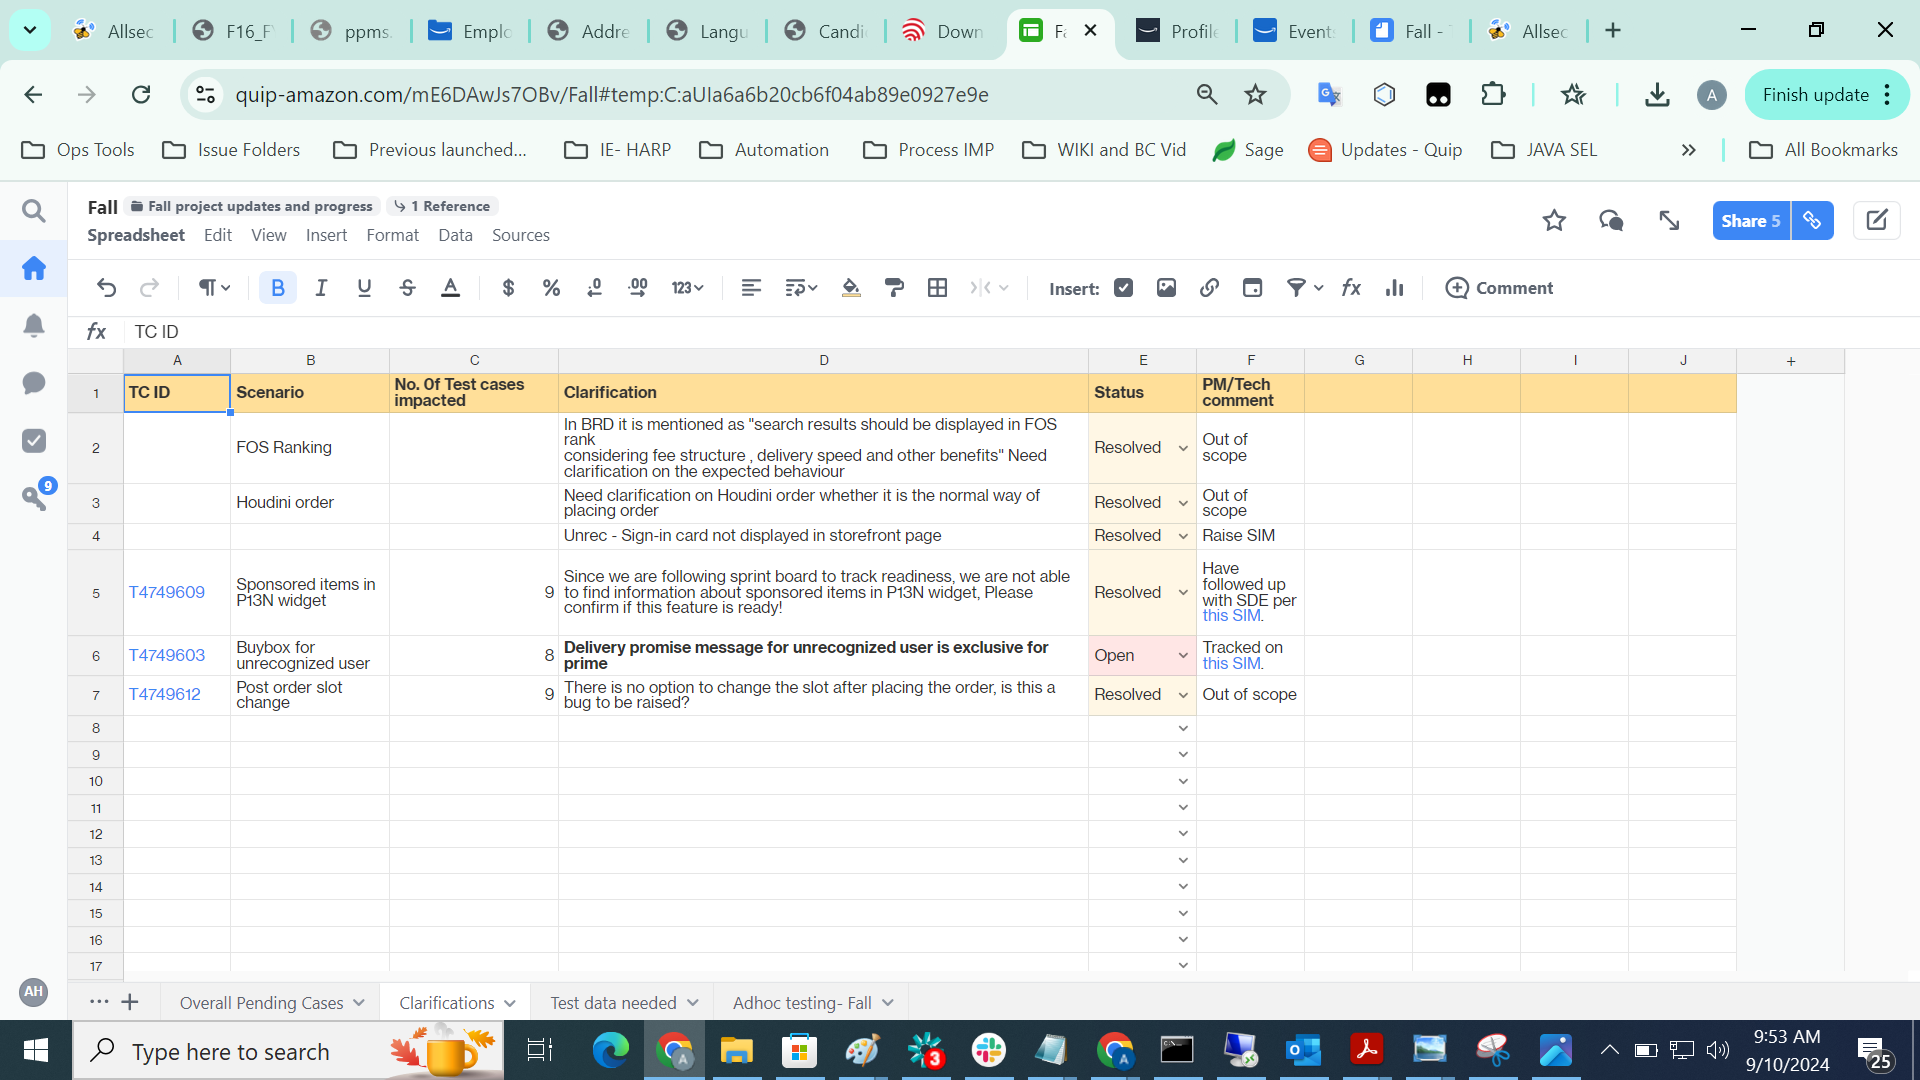 Allsec
F16_F
ppms.
Emplo
Addre
Langu
Candi
Down
Fa
Profile
Events
Fall -
Allsec
quip-amazon.com/mE6DAwJs7OBv/Fall#temp:C:aUIa6a6b20cb6f04ab89e0927e9e
A
Finish update
Ops Tools
Issue Folders
Previous launched...
IE- HARP
Automation
Process IMP
WIKI and BC Vid
Sage
Updates - Quip
JAVA SEL
»
All Bookmarks
Fall
Fall project updates and progress
1 Reference
Spreadsheet Edit View Insert Format Data Sources
Share 5
B I U S A $ % .0 .00 123
Insert:
fx
Comment
fx TC ID
A B C D E F G H I J +
1
TC ID
Scenario
No. 0f Test cases
impacted
Clarification
Status
PM/Tech
comment
2
FOS Ranking
In BRD it is mentioned as "search results should be displayed in FOS
rank
considering fee structure , delivery speed and other benefits" Need
clarification on the expected behaviour
Resolved
Out of
scope
3
Houdini order
Need clarification on Houdini order whether it is the normal way of
placing order
Resolved
Out of
scope
4
Unrec - Sign-in card not displayed in storefront page
Resolved
Raise SIM
5
T4749609
Sponsored items in
P13N widget
9
Since we are following sprint board to track readiness, we are not able
to find information about sponsored items in P13N widget, Please
confirm if this feature is ready!
Resolved
Have
followed up
with SDE per
this SIM.
6
T4749603
Buybox for
unrecognized user
8
Delivery promise message for unrecognized user is exclusive for
prime
Open
Tracked on
this SIM.
7
T4749612
Post order slot
change
9
There is no option to change the slot after placing the order, is this a
bug to be raised?
Resolved
Out of scope
8
9
10
11
12
13
14
15
16
17
9
AH
Overall Pending Cases
Clarifications
Test data needed
Adhoc testing- Fall
Type here to search
3
9:53 AM
9/10/2024
25